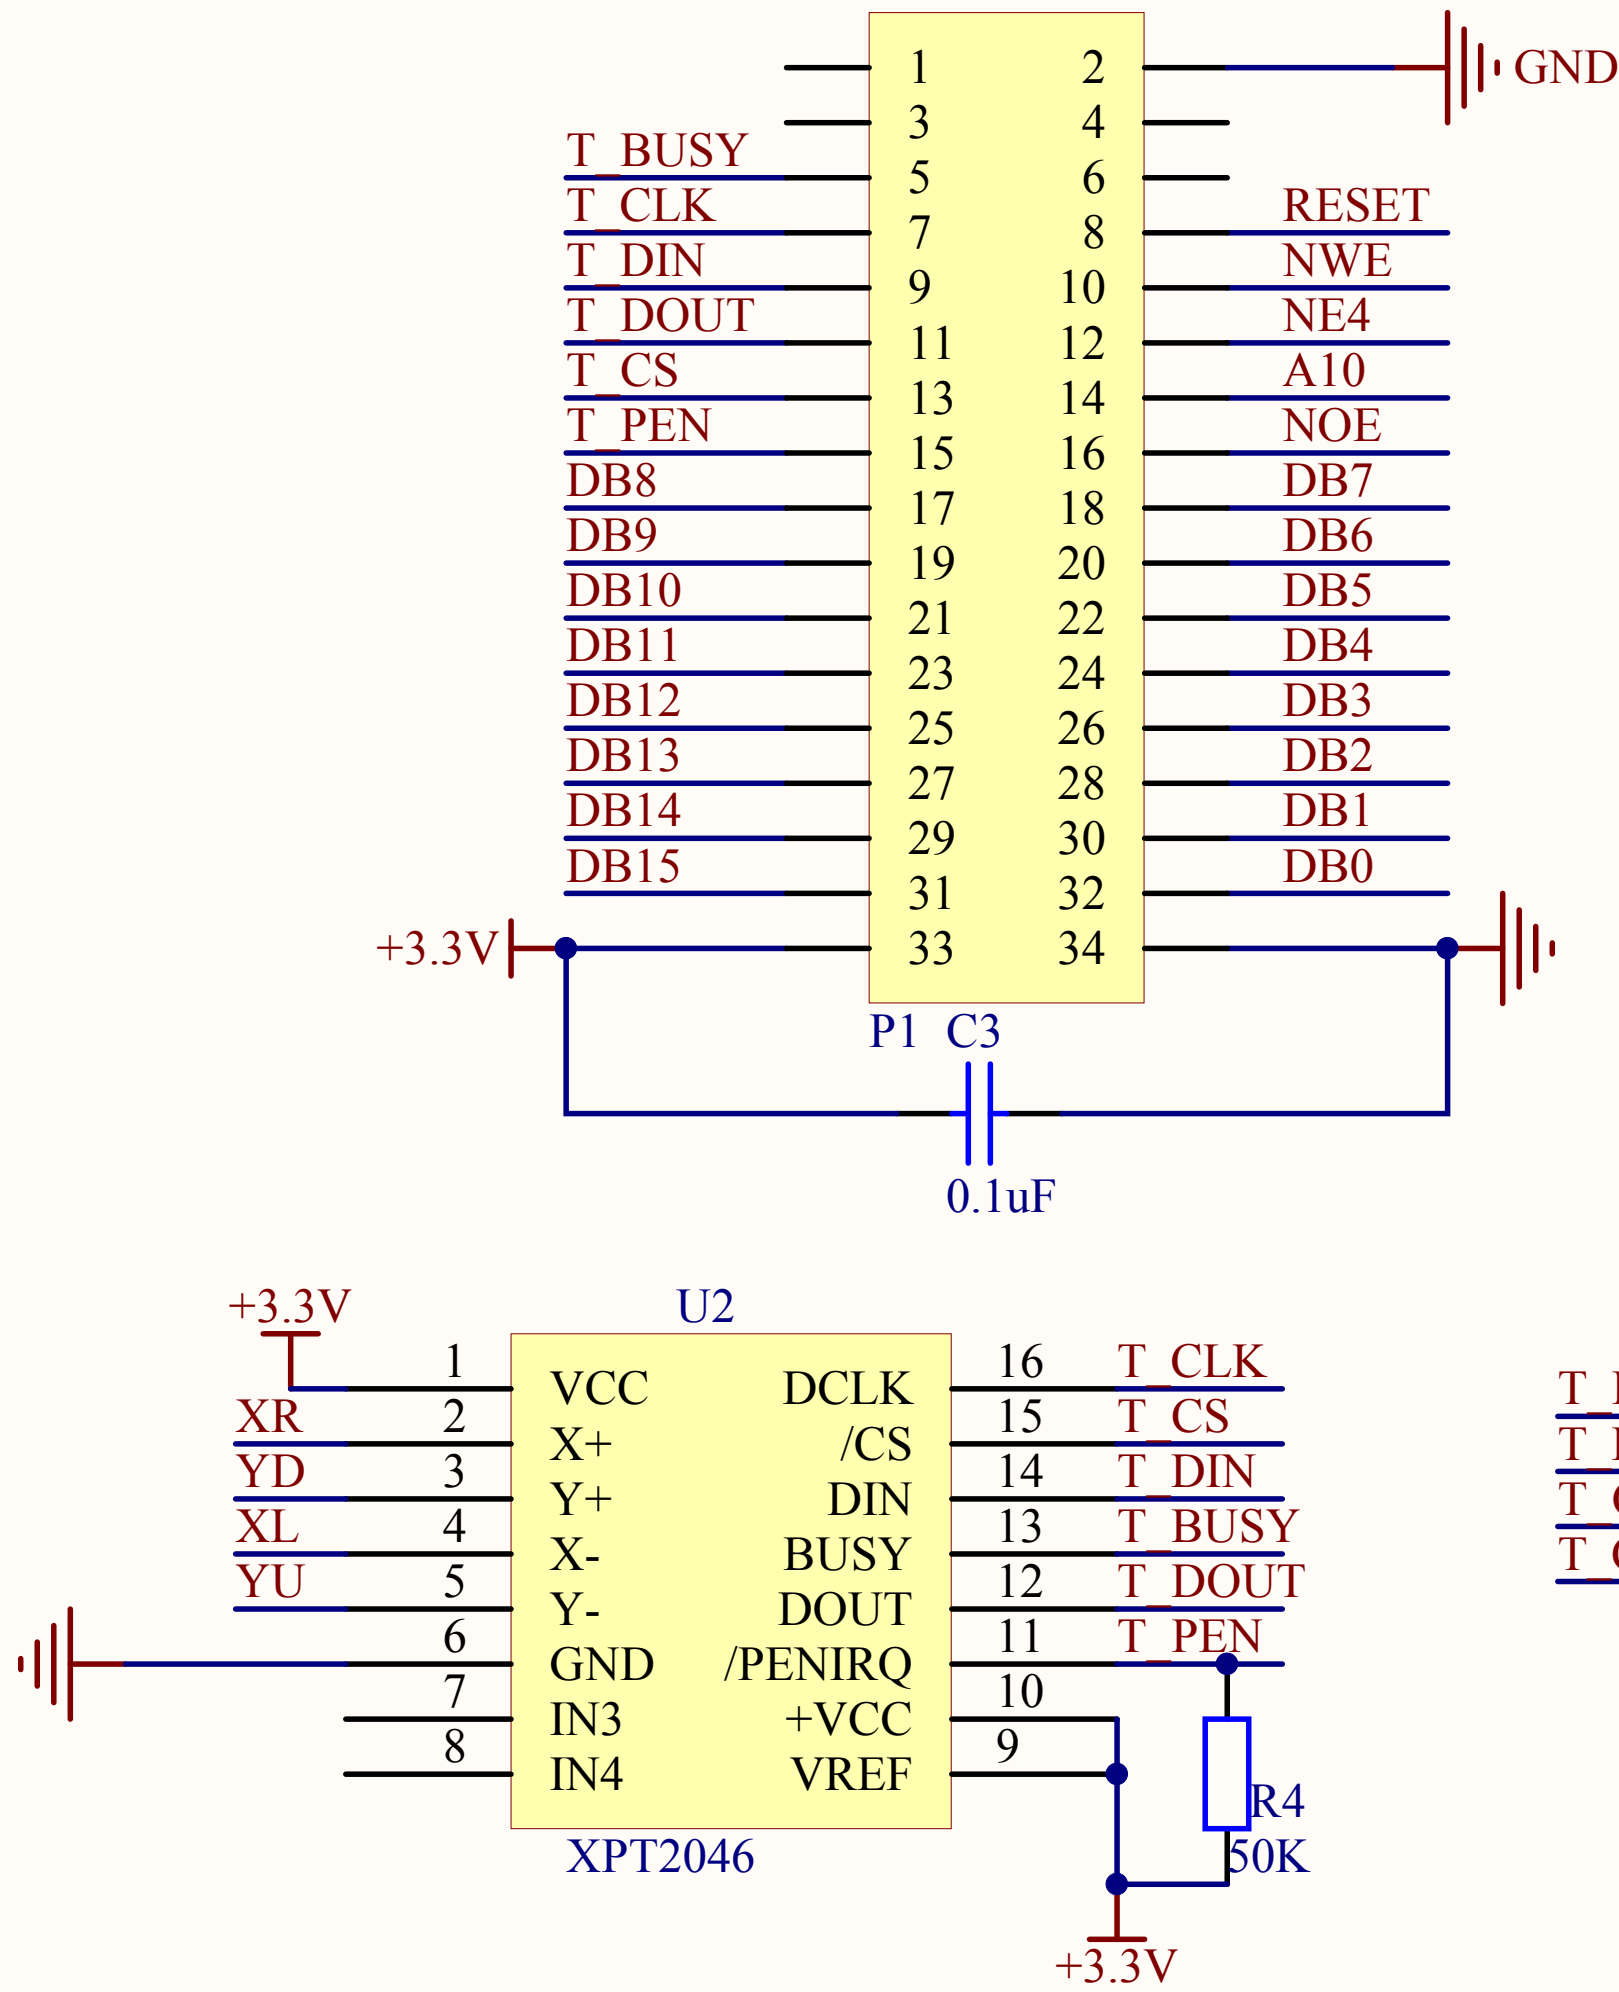 1 2 GND
3 4
T_BUSY 5 6
T_CLK 7 8 RESET
T_DIN 9 10 NWE
T_DOUT 11 12 NE4
T_CS 13 14 A10
T_PEN 15 16 NOE
DB8 17 18 DB7
DB9 19 20 DB6
DB10 21 22 DB5
DB11 23 24 DB4
DB12 25 26 DB3
DB13 27 28 DB2
DB14 29 30 DB1
DB15 31 32 DB0
+3.3V 33 34
P1 C3
0.1uF
+3.3V U2
1 VCC DCLK 16 T_CLK
XR 2 X+ /CS 15 T_CS
YD 3 Y+ DIN 14 T_DIN
XL 4 X- BUSY 13 T_BUSY
YU 5 Y- DOUT 12 T_DOUT
6 GND /PENIRQ 11 T_PEN
7 IN3 +VCC 10
8 IN4 VREF 9
R4
XPT2046 50K
+3.3V